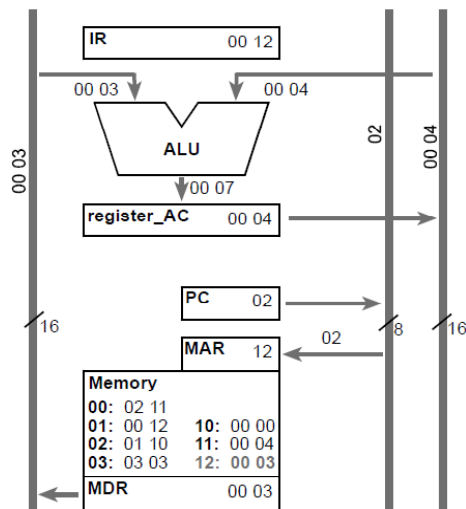 IR 00 12
00 03 00 04
ALU
00 03
02
00 04
00 07
register_AC 00 04
PC 02
16 8 16
02
MAR 12
Memory
00: 02 11
01: 00 12 10: 00 00
02: 01 10 11: 00 04
03: 03 03 12: 00 03
MDR 00 03